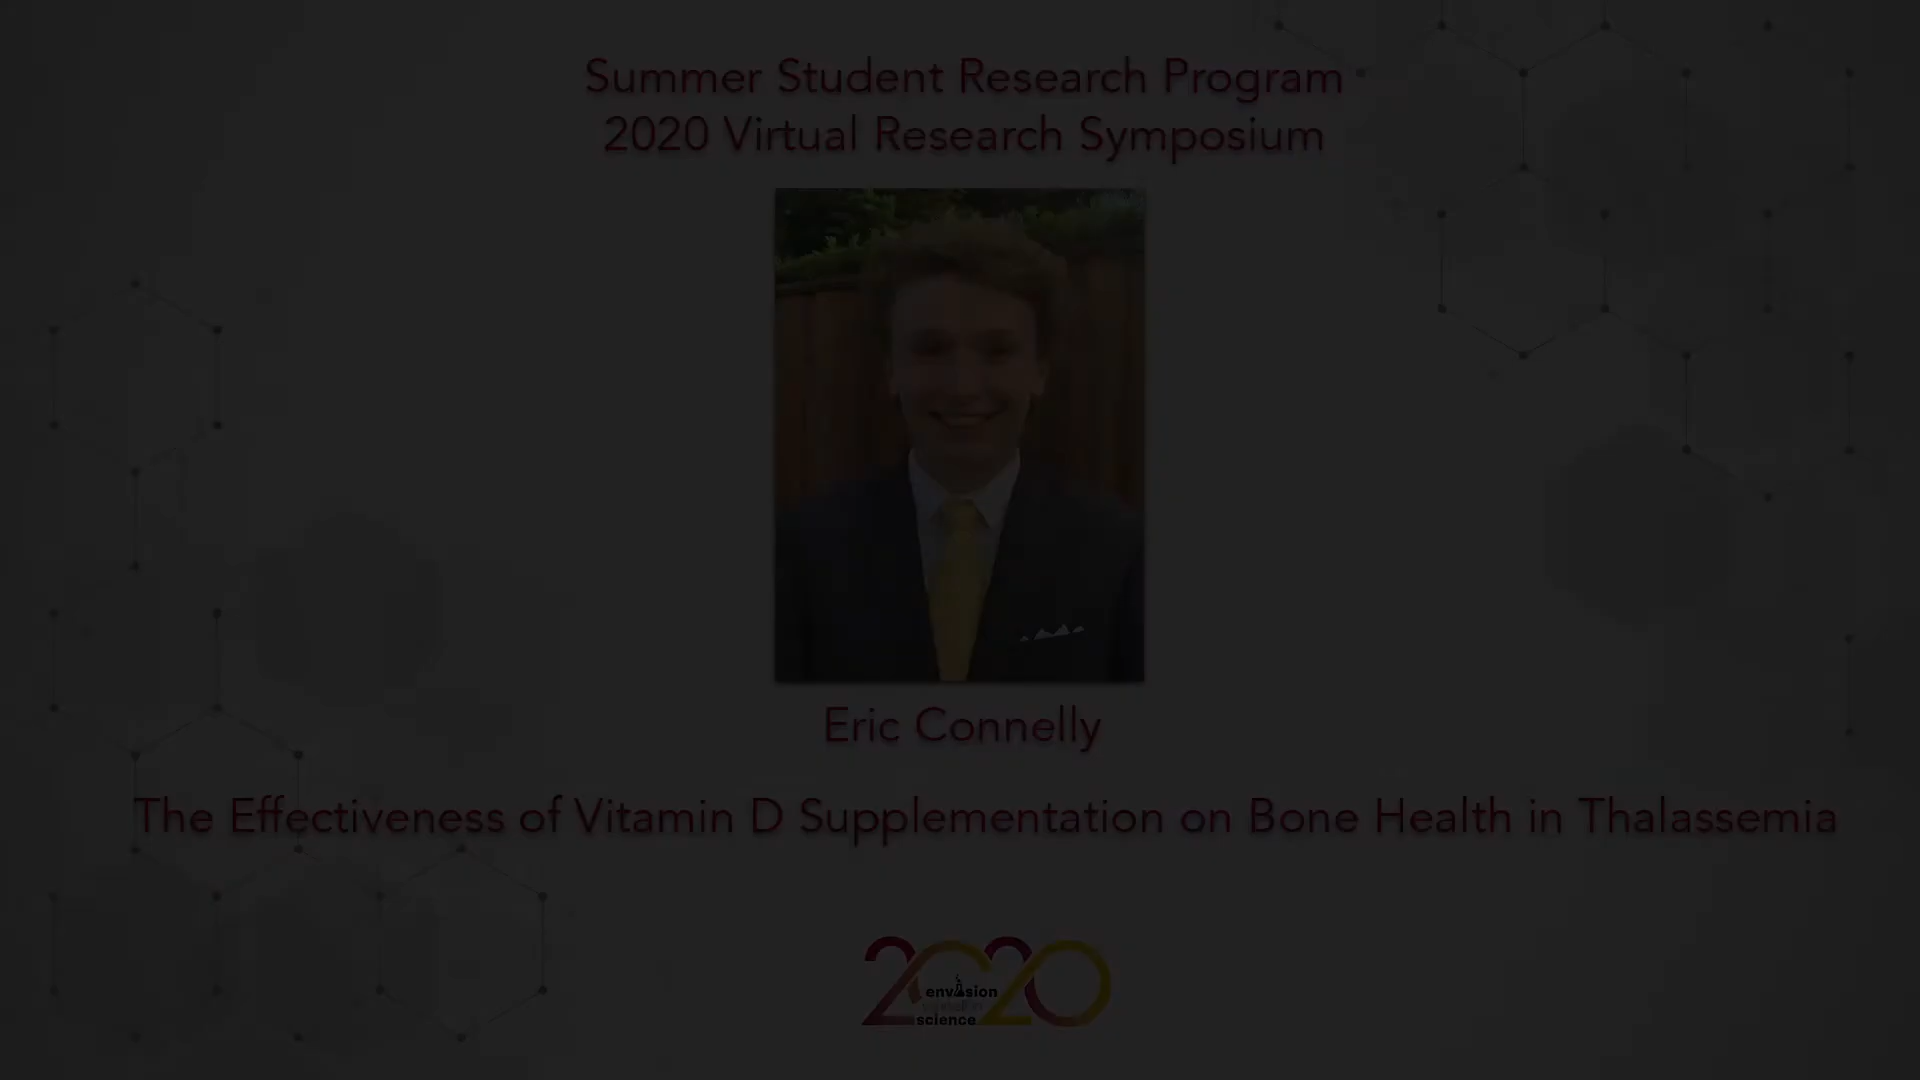 Summer Student Research Program
2020 Virtual Research Symposium
Eric Connelly
The Effectiveness of Vitamin D Supplementation on Bone Health in Thalassemia
2020
science